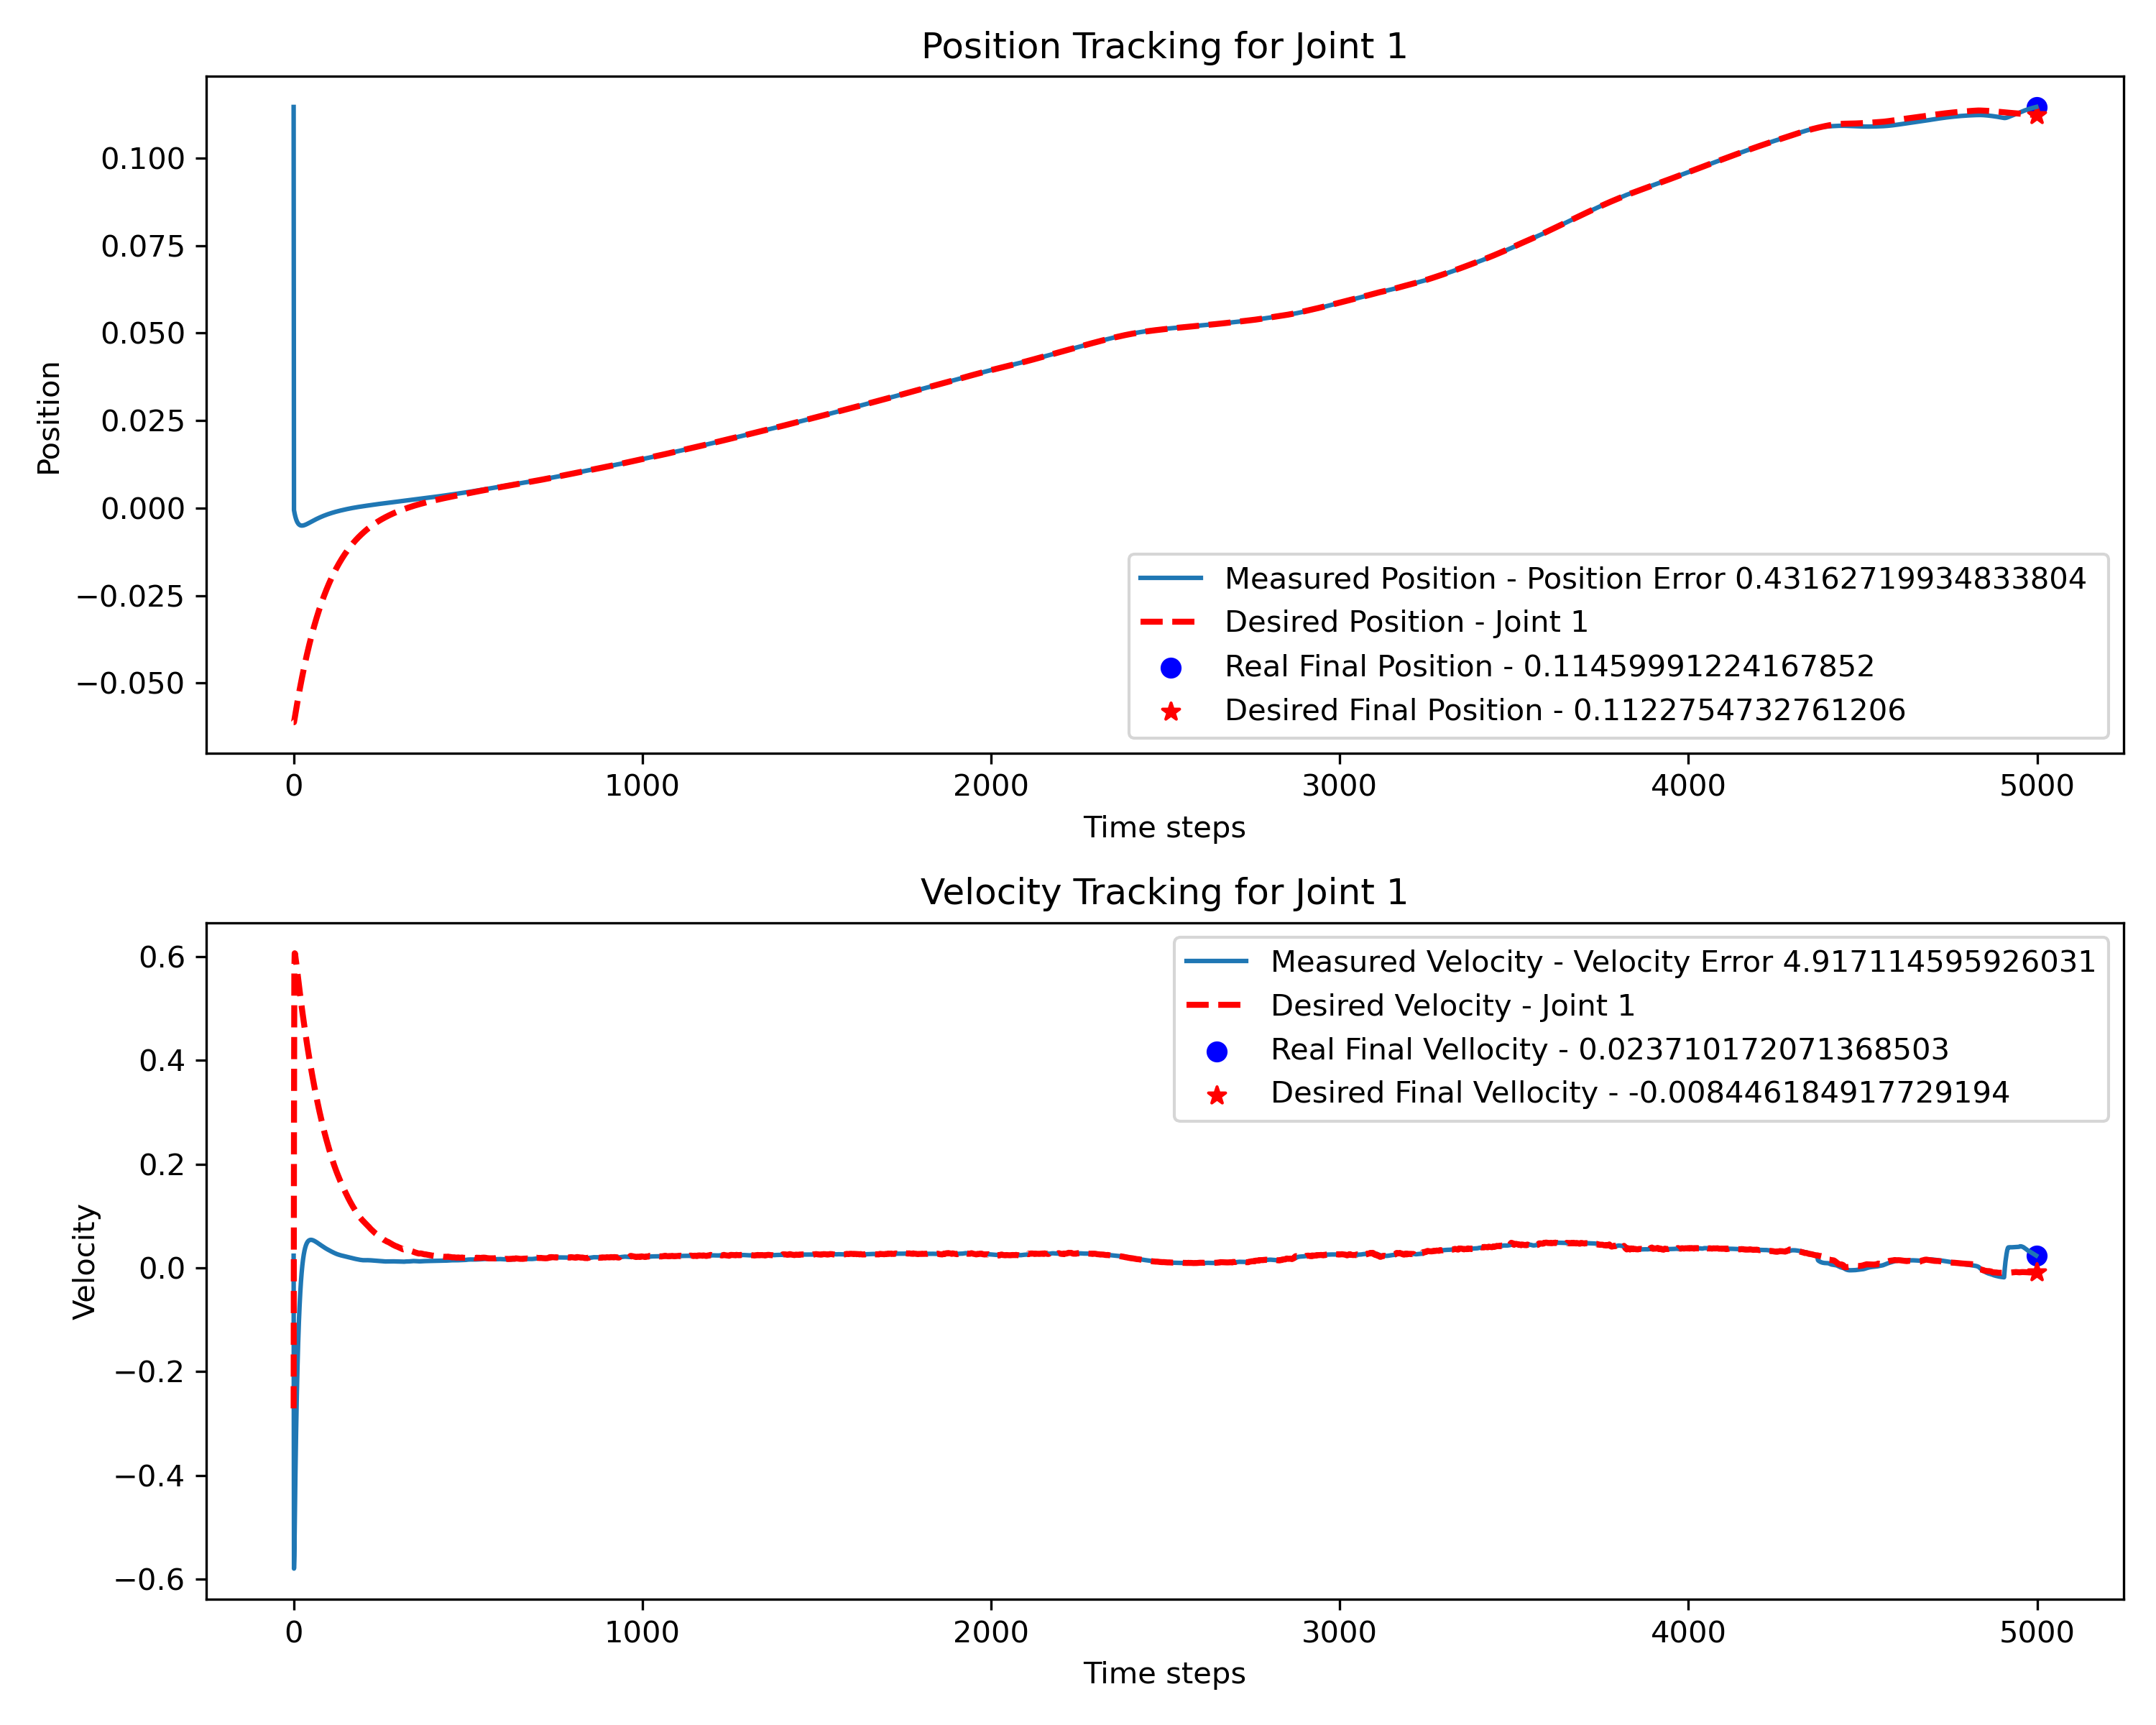 Position Tracking for Joint 1
Position
0.100
0.075
0.050
0.025
0.000
−0.025
−0.050
Measured Position - Position Error 0.43162719934833804
Desired Position - Joint 1
Real Final Position - 0.11459991224167852
Desired Final Position - 0.1122754732761206
0 1000 2000 3000 4000 5000
Time steps
Velocity Tracking for Joint 1
Velocity
0.6
0.4
0.2
0.0
−0.2
−0.4
−0.6
Measured Velocity - Velocity Error 4.917114595926031
Desired Velocity - Joint 1
Real Final Vellocity - 0.023710172071368503
Desired Final Vellocity - -0.008446184917729194
0 1000 2000 3000 4000 5000
Time steps